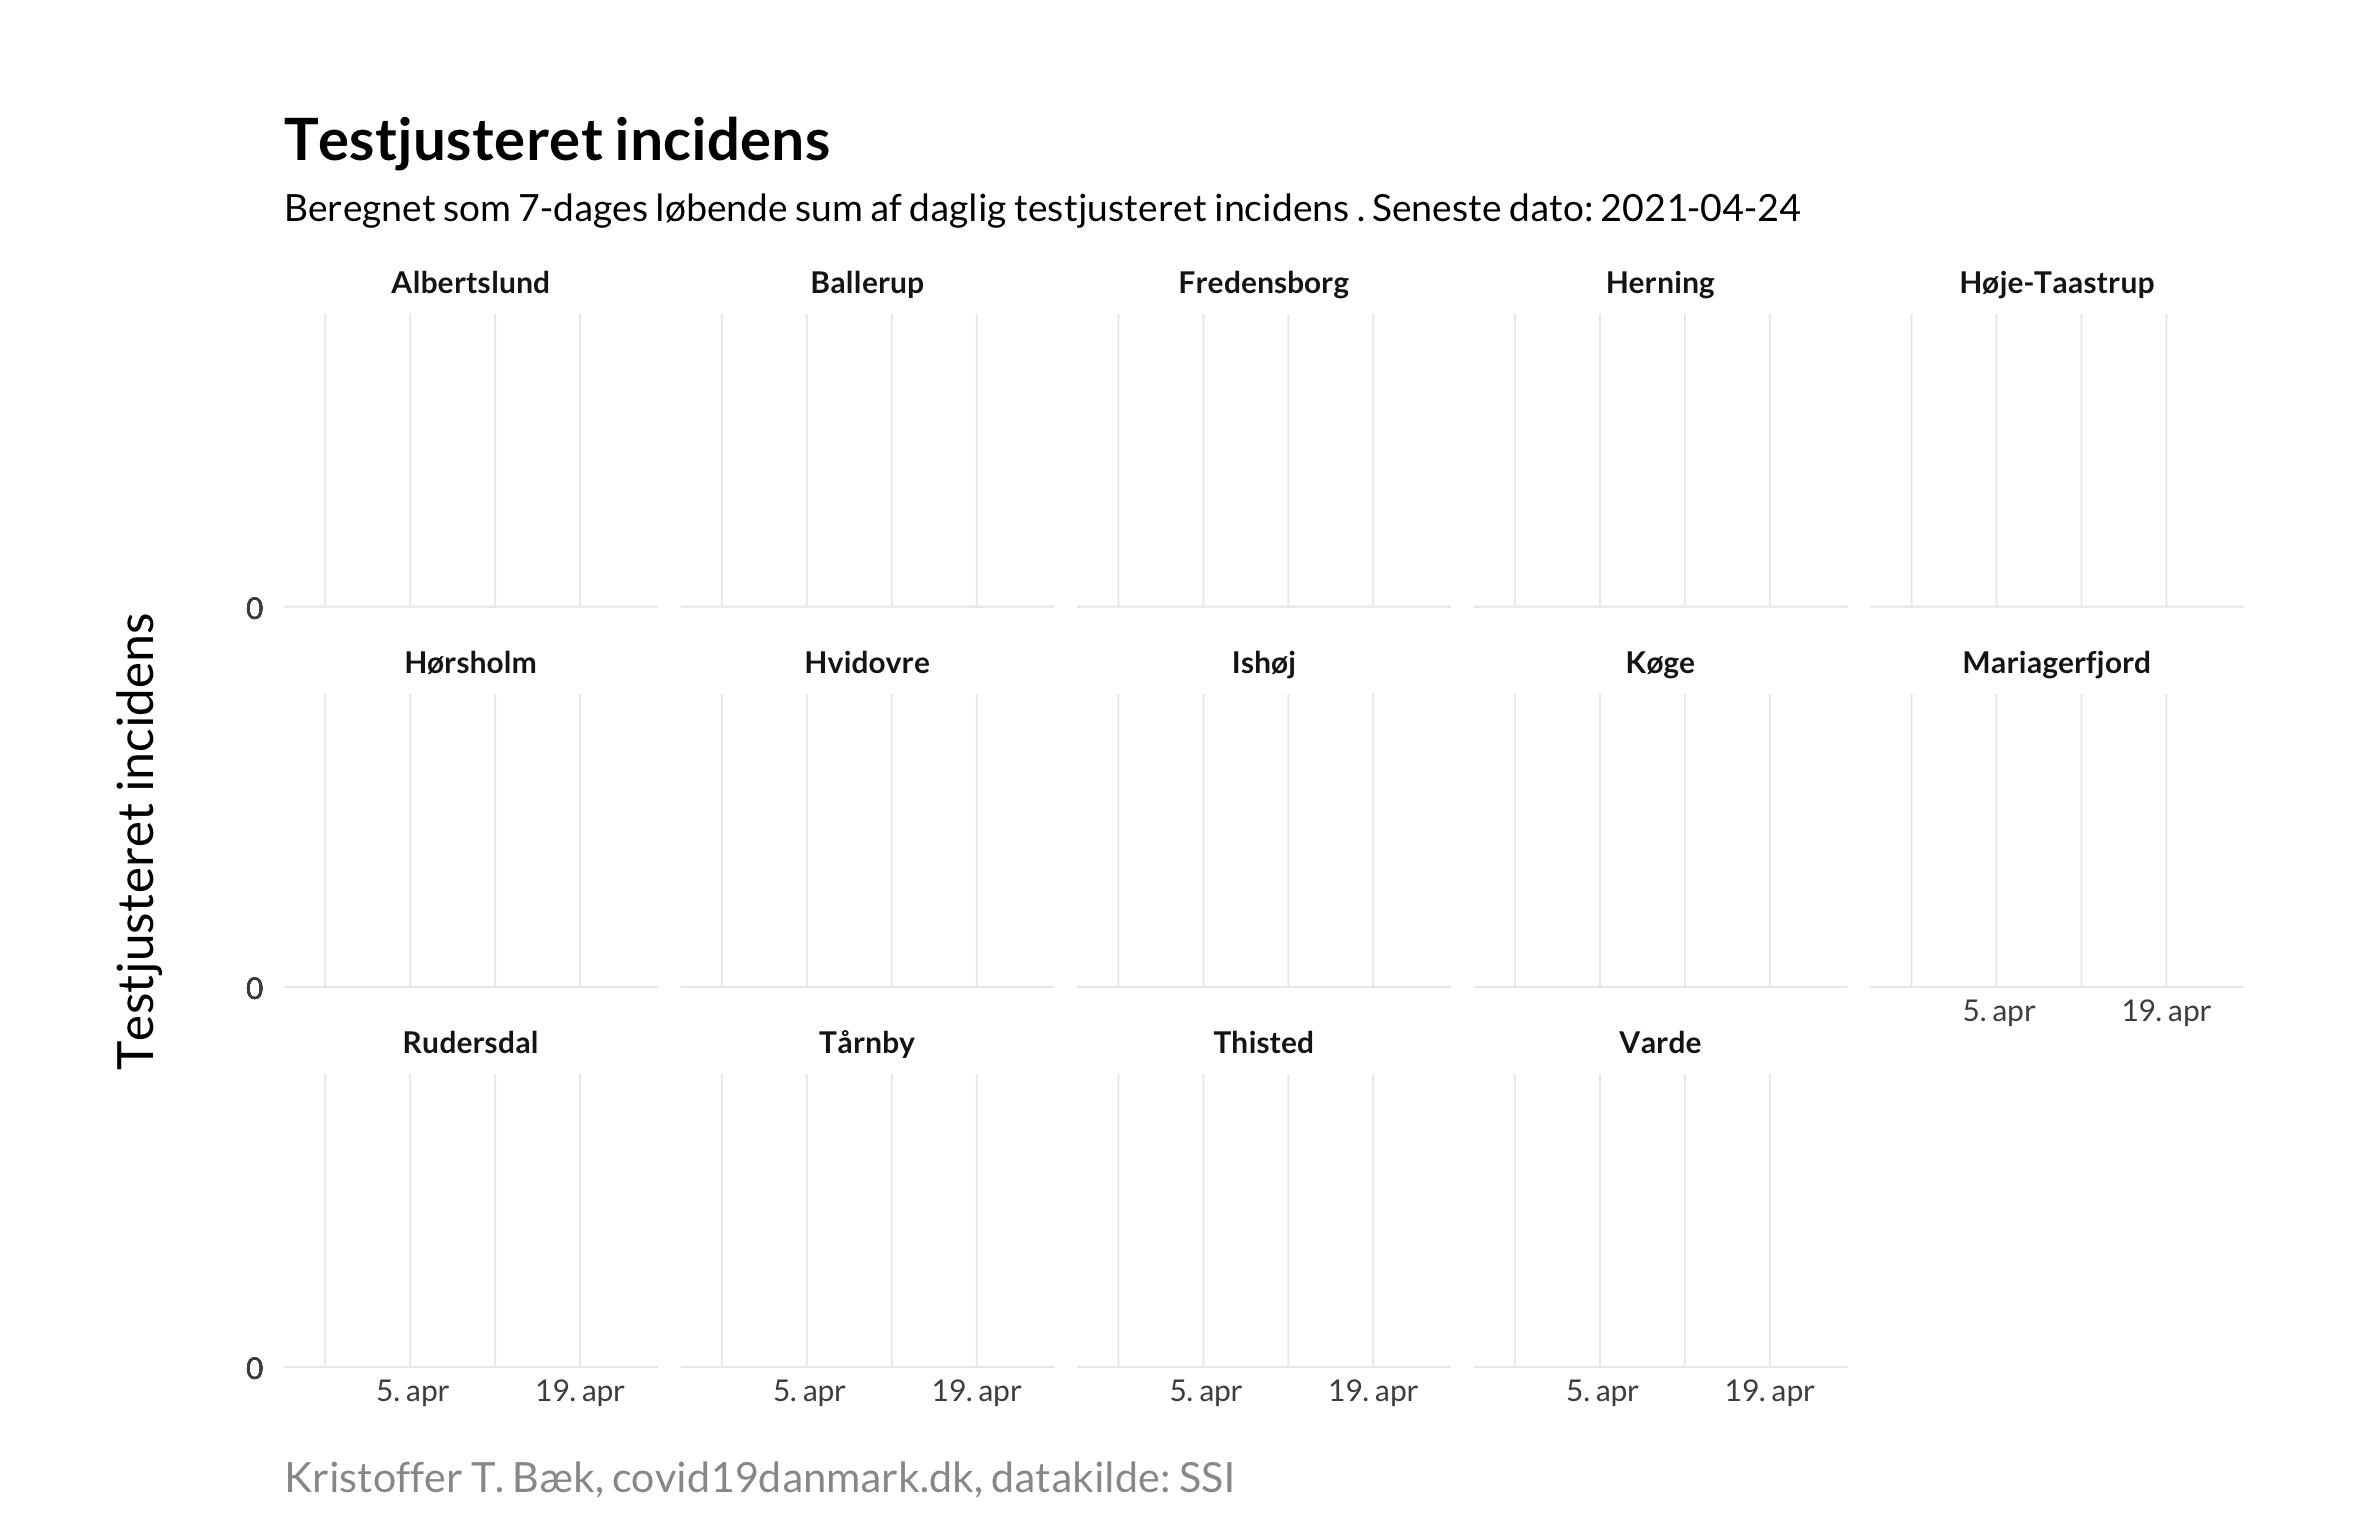 Testjusteret incidens
Beregnet som 7-dages løbende sum af daglig testjusteret incidens . Seneste dato: 2021-04-24
Albertslund Ballerup Fredensborg Herning Høje-Taastrup
0
Hørsholm Hvidovre Ishøj Køge Mariagerfjord
0
5. apr 19. apr
Rudersdal Tårnby Thisted Varde
0
5. apr 19. apr 5. apr 19. apr 5. apr 19. apr 5. apr 19. apr
Testjusteret incidens
Kristoffer T. Bæk, covid19danmark.dk, datakilde: SSI